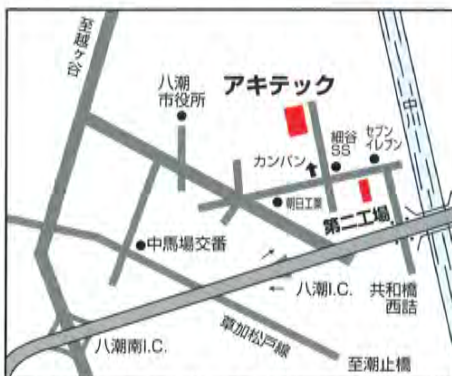 至越ヶ谷
八潮
市役所
アキテック
中川
細谷
SS
セブン
イレブン
カンバン
朝日工業
第二工場
中馬場交番
八潮I.C.
共和橋
西詰
草加松戸線
八潮南I.C.
至潮止橋